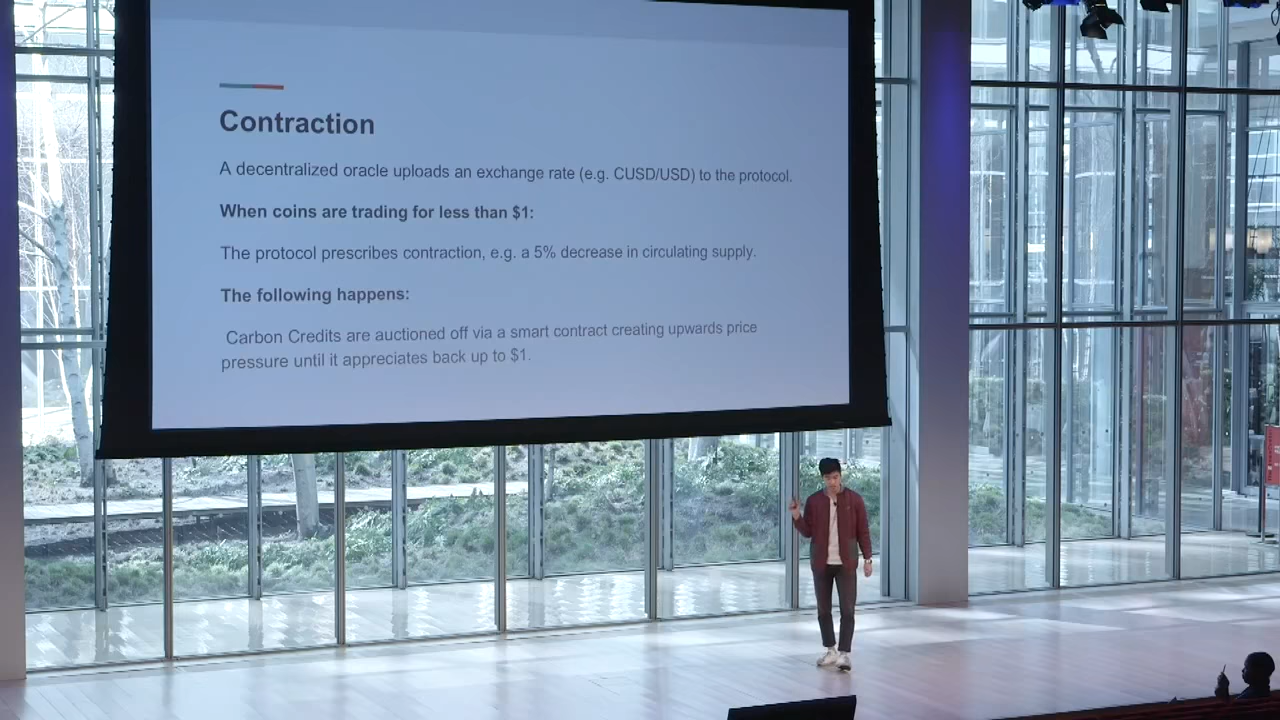 Contraction
A decentralized oracle uploads an exchange rate (e.g. CUSD/USD) to the protocol.
When coins are trading for less than $1:
The protocol prescribes contraction, e.g. a 5% decrease in circulating supply.
The following happens:
Carbon Credits are auctioned off via a smart contract creating upwards price
pressure until it appreciates back up to $1.